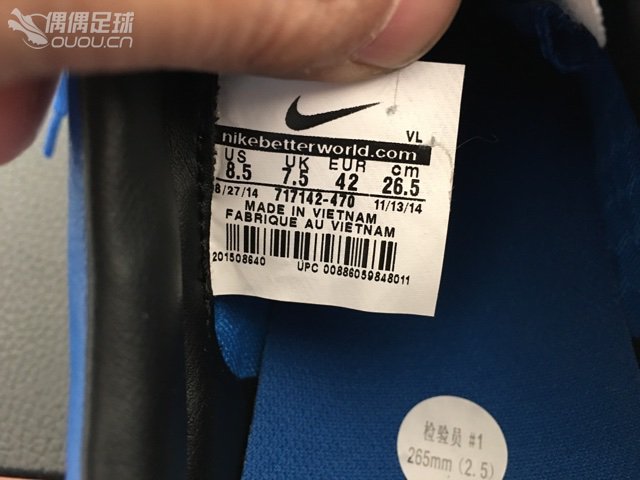 偶偶足球
ouou.cn
VL
nikebetterworld.com
US UK EUR cm
8.5 7.5 42 26.5
8/27/14 717142-470 11/13/14
MADE IN VIETNAM
FABRIQUE AU VIETNAM
201508640 UPC 00886059848011
检验员 #1
265mm (2.5)